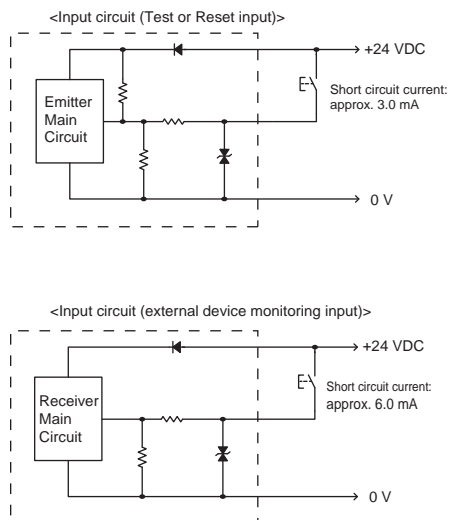 <Input circuit (Test or Reset input)>
+24 VDC
Short circuit current:
approx. 3.0 mA
Emitter
Main
Circuit
0 V
<Input circuit (external device monitoring input)>
+24 VDC
Short circuit current:
approx. 6.0 mA
Receiver
Main
Circuit
0 V